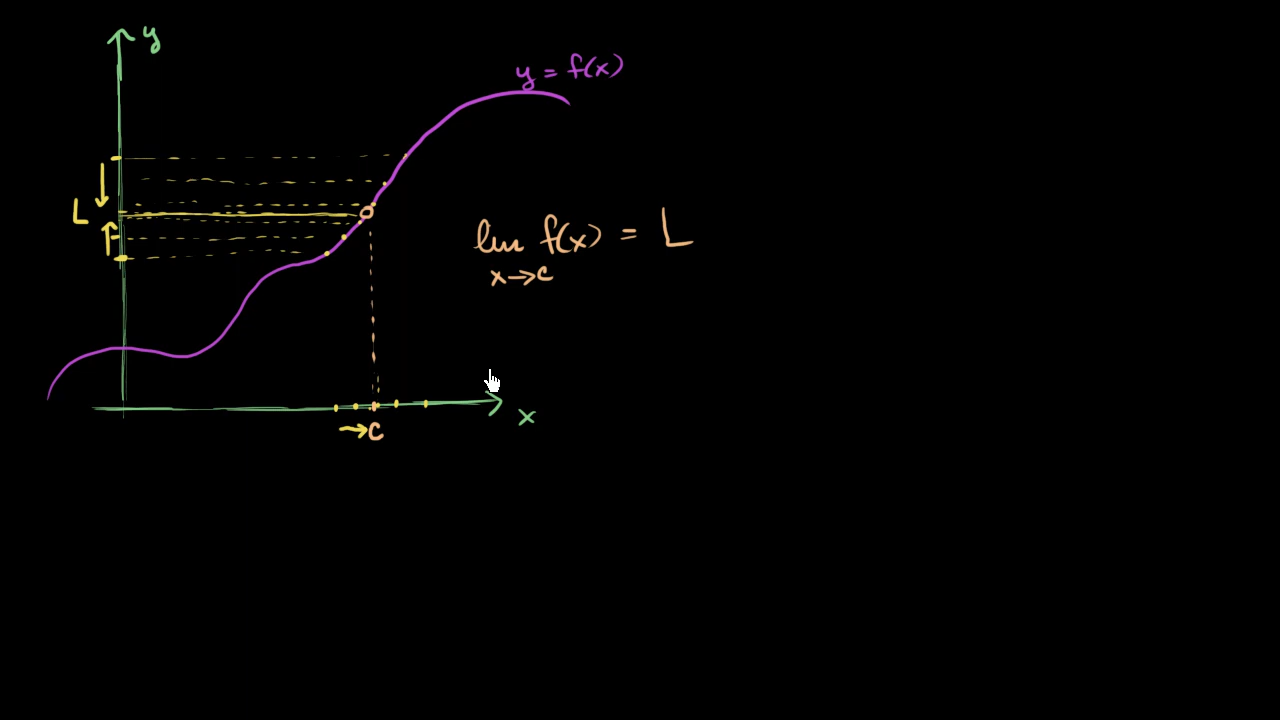 y
y = f(x)
L
lim f(x) = L
x→c
x
c